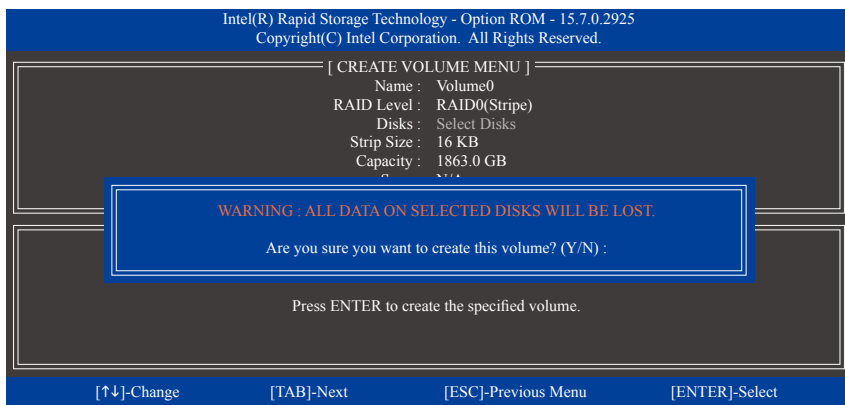 Intel(R) Rapid Storage Technology - Option ROM - 15.7.0.2925
Copyright(C) Intel Corporation. All Rights Reserved.
[ CREATE VOLUME MENU ]
Name : Volume0
RAID Level : RAID0(Stripe)
Disks : Select Disks
Strip Size : 16 KB
Capacity : 1863.0 GB
WARNING : ALL DATA ON SELECTED DISKS WILL BE LOST.
Are you sure you want to create this volume? (Y/N) :
Press ENTER to create the specified volume.
[↑↓]-Change [TAB]-Next [ESC]-Previous Menu [ENTER]-Select